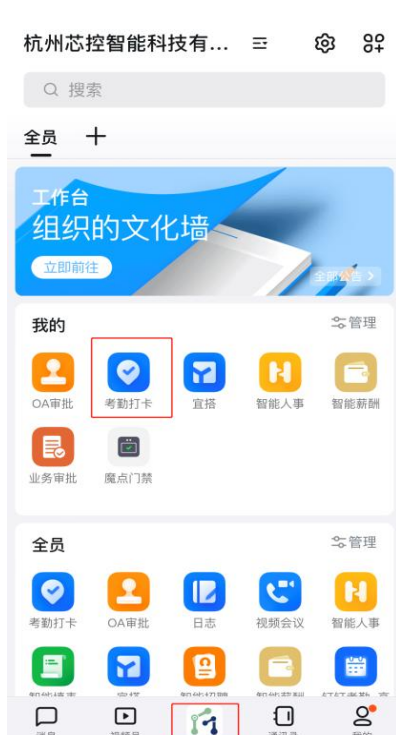 杭州芯控智能科技有...
搜索
全员
工作台
组织的文化墙
立即前往
全部公告
我的
管理
OA审批 考勤打卡 宜搭 智能人事 智能薪酬
业务审批 魔点门禁
全员
管理
考勤打卡 OA审批 日志 视频会议 智能人事